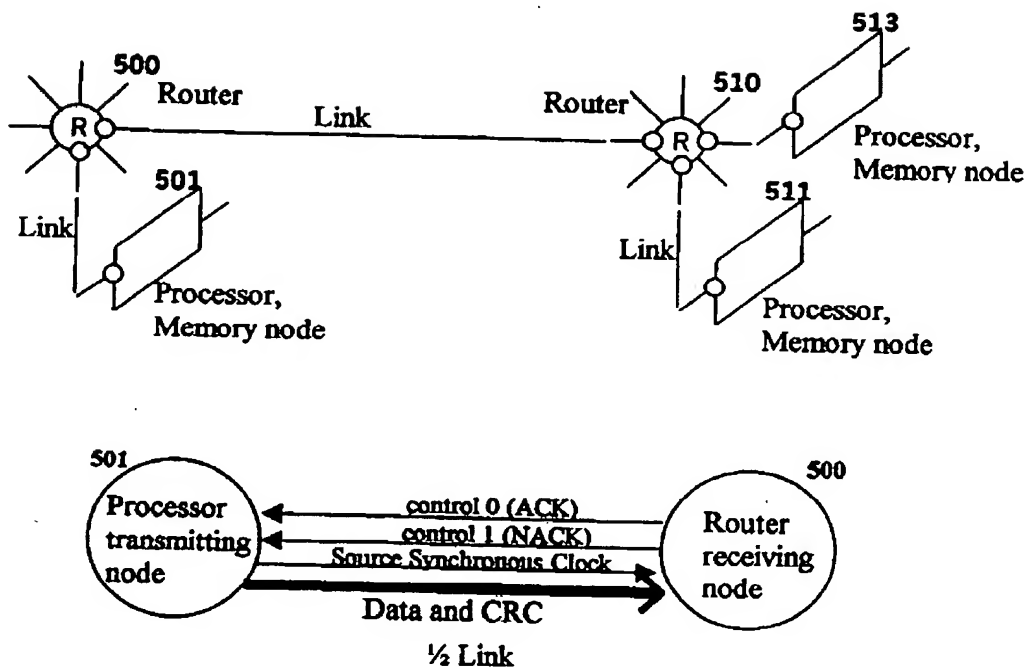 513
500
510
Router
Link
Router
R
R
Processor,
Memory node
501
511
Link
Link
Processor,
Memory node
Processor,
Memory node
501
500
Processor
transmitting
node
control 0 (ACK)
control 1 (NACK)
Source Synchronous Clock
Data and CRC
Router
receiving
node
½ Link